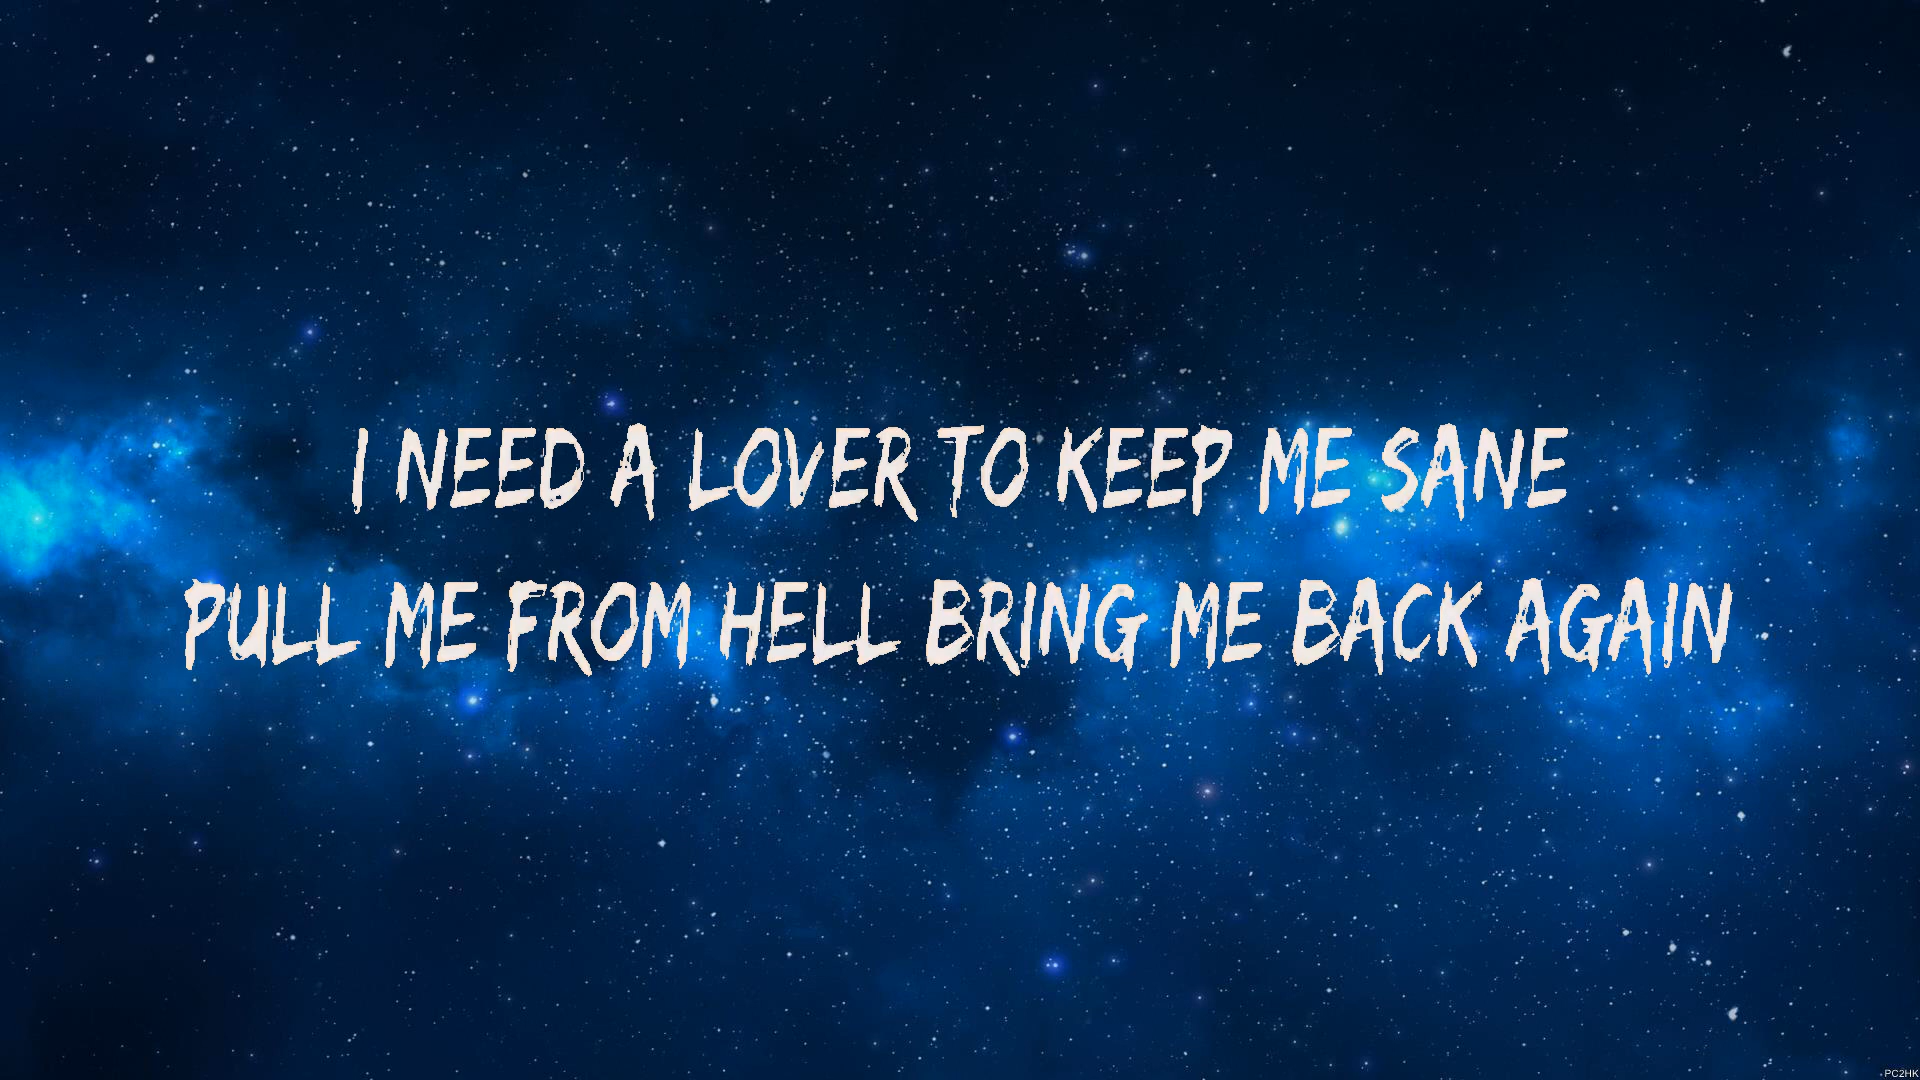 I NEED A LOVER TO KEEP ME SANE
PULL ME FROM HELL BRING ME BACK AGAIN
PC2HK